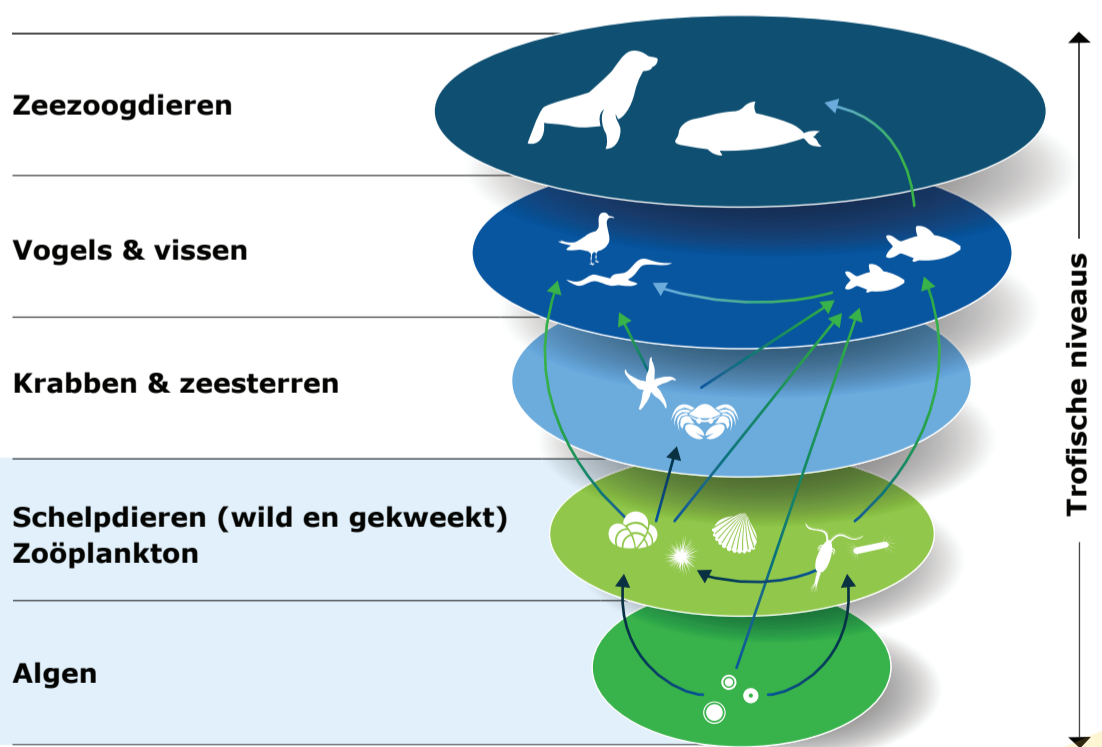 Zeezoogdieren
Vogels & vissen
Krabben & zeesterren
Schelpdieren (wild en gekweekt)
Zoöplankton
Algen
Trofische niveaus